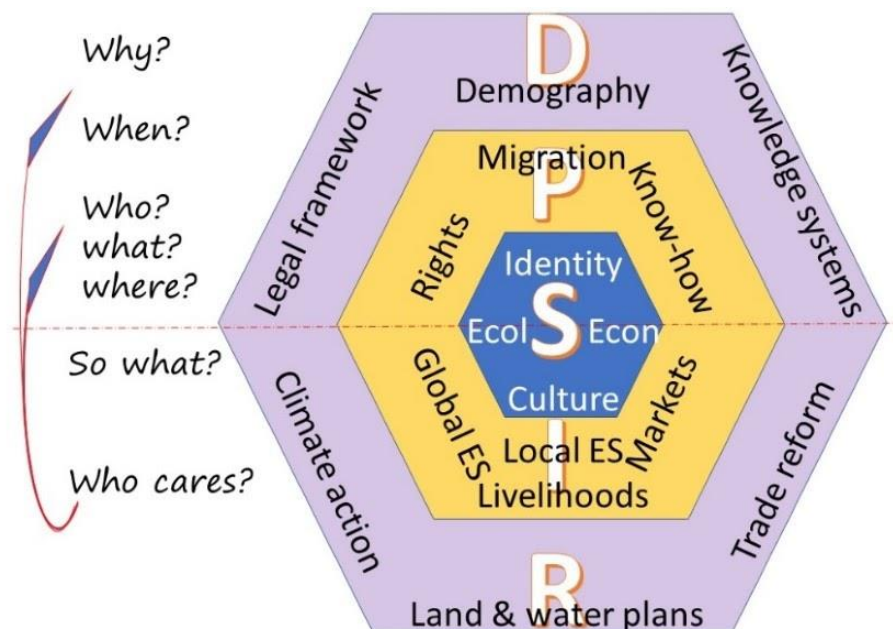 Why?
When?
Who?
what?
where?
So what?
Who cares?
D
Demography
Legal framework
Knowledge systems
Migration
P
Rights
Know-how
Identity
Ecol S Econ
Culture
Global ES
Markets
I
Local ES
Livelihoods
Climate action
Trade reform
R
Land & water plans